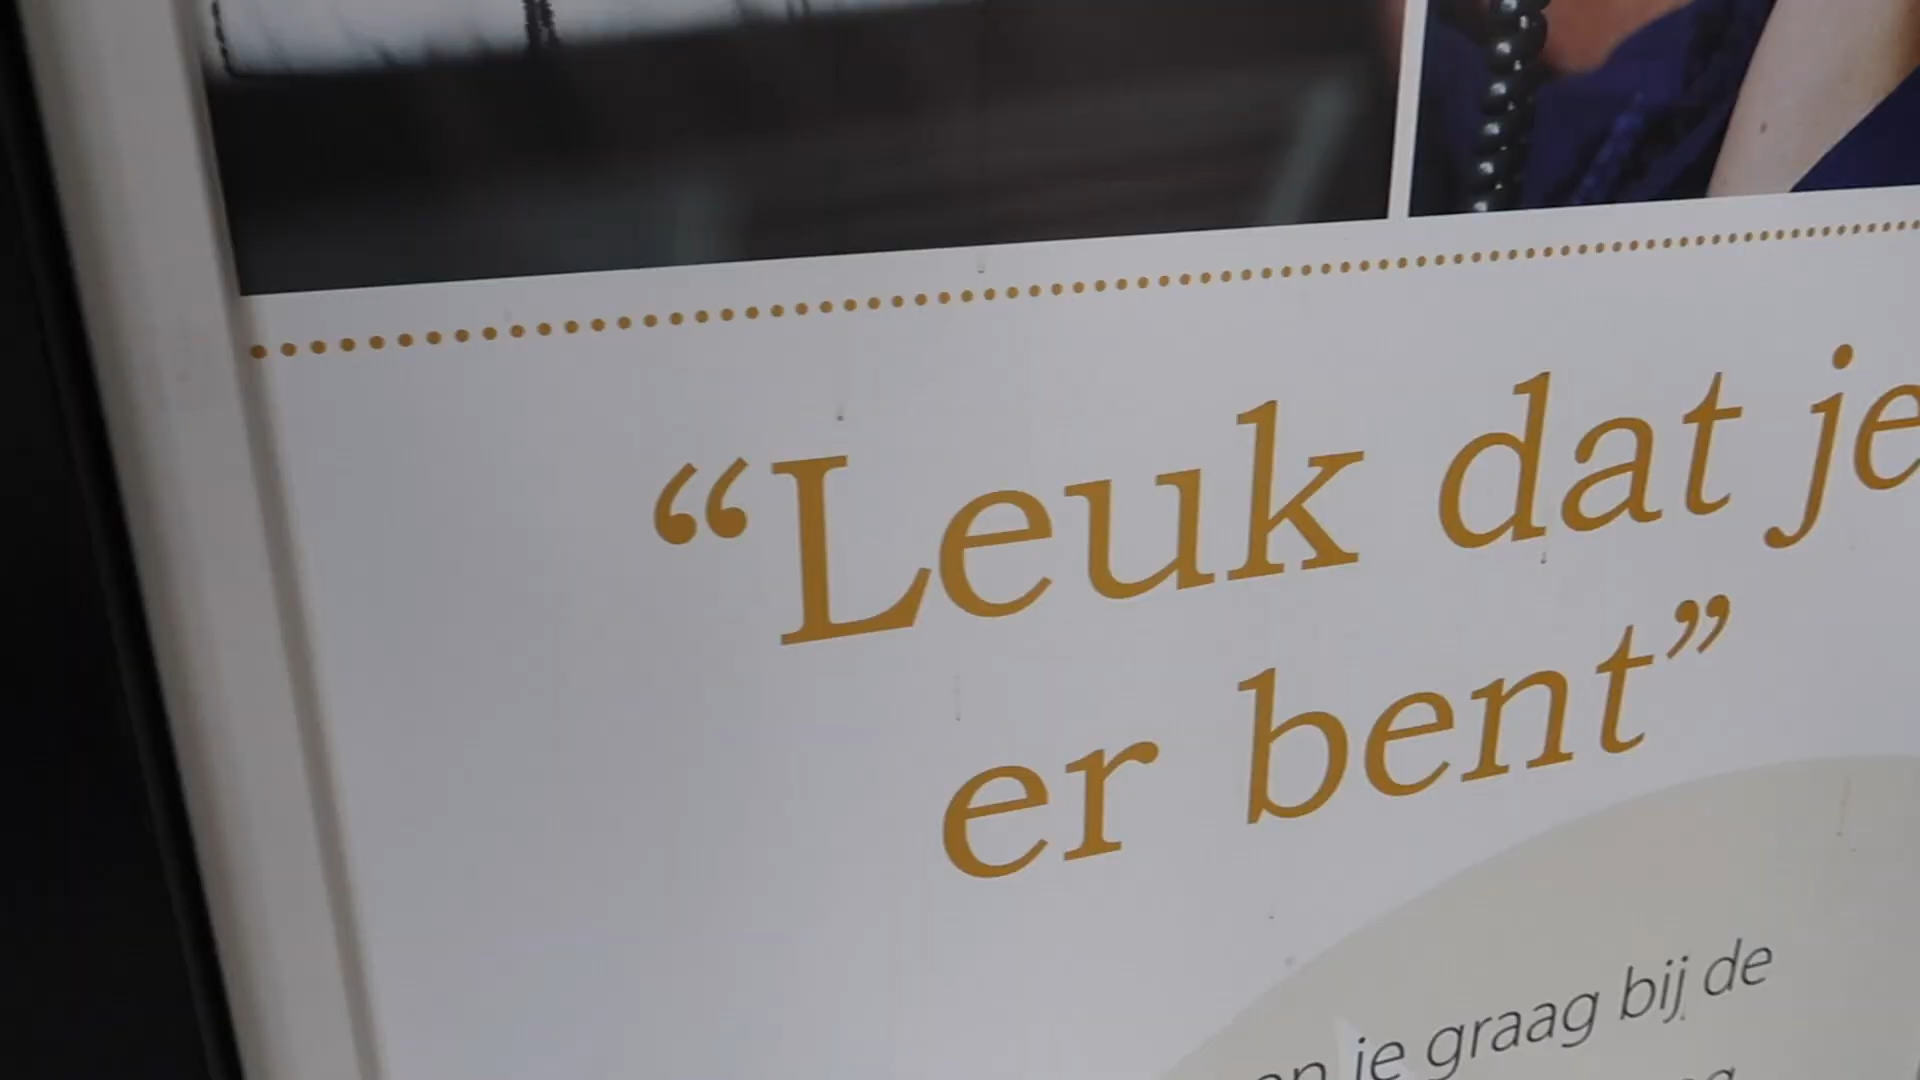 “Leuk dat je
er bent”
je graag bij de